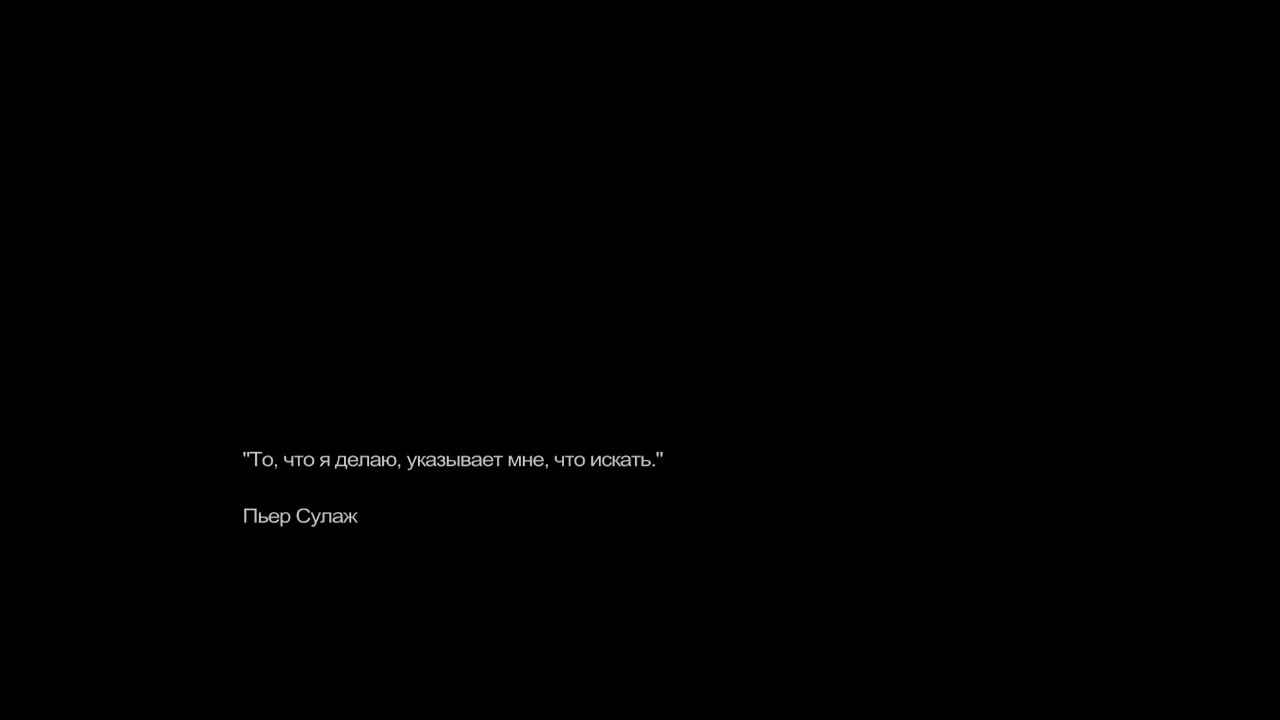 "То, что я делаю, указывает мне, что искать."
Пьер Сулаж